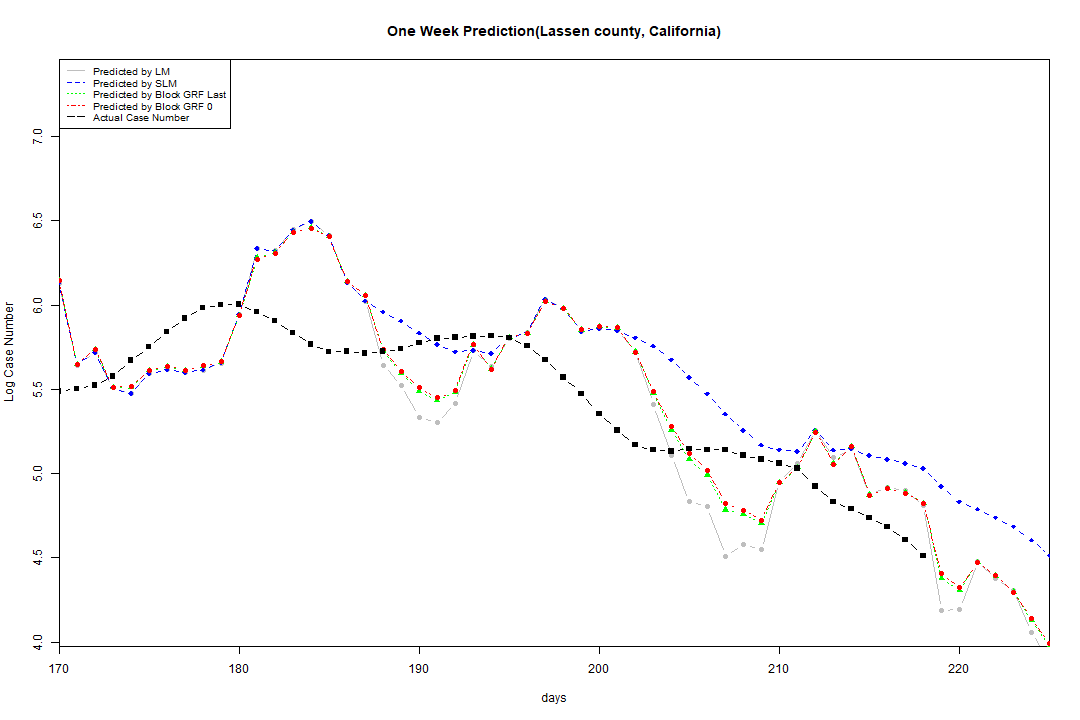 One Week Prediction(Lassen county, California)
Predicted by LM
Predicted by SLM
Predicted by Block GRF Last
Predicted by Block GRF 0
Actual Case Number
7.0
6.5
6.0
5.5
5.0
4.5
4.0
Log Case Number
170 180 190 200 210 220
days